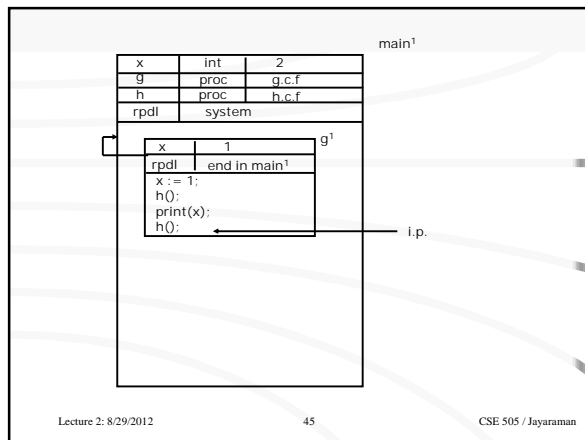 main¹
x int 2
g proc g.c.f
h proc h.c.f
rpdl system
g¹
x 1
rpdl end in main¹
x := 1;
h();
print(x);
h();
i.p.
Lecture 2: 8/29/2012 45 CSE 505 / Jayaraman